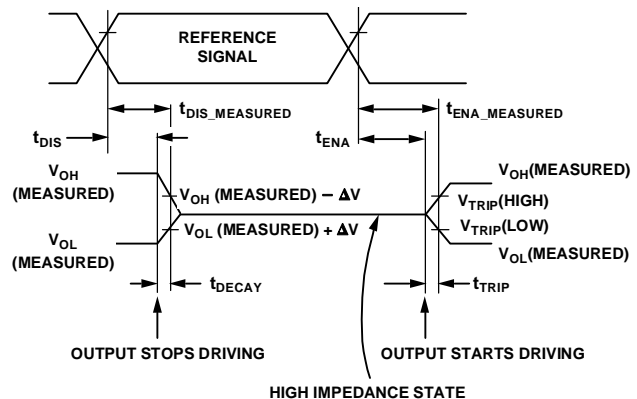 REFERENCE
SIGNAL
tDIS_MEASURED
tENA_MEASURED
tDIS
tENA
VOH
(MEASURED)
VOH (MEASURED) − ΔV
VOH(MEASURED)
VTRIP(HIGH)
VOL (MEASURED) + ΔV
VTRIP(LOW)
VOL
(MEASURED)
VOL(MEASURED)
tDECAY
tTRIP
OUTPUT STOPS DRIVING
OUTPUT STARTS DRIVING
HIGH IMPEDANCE STATE